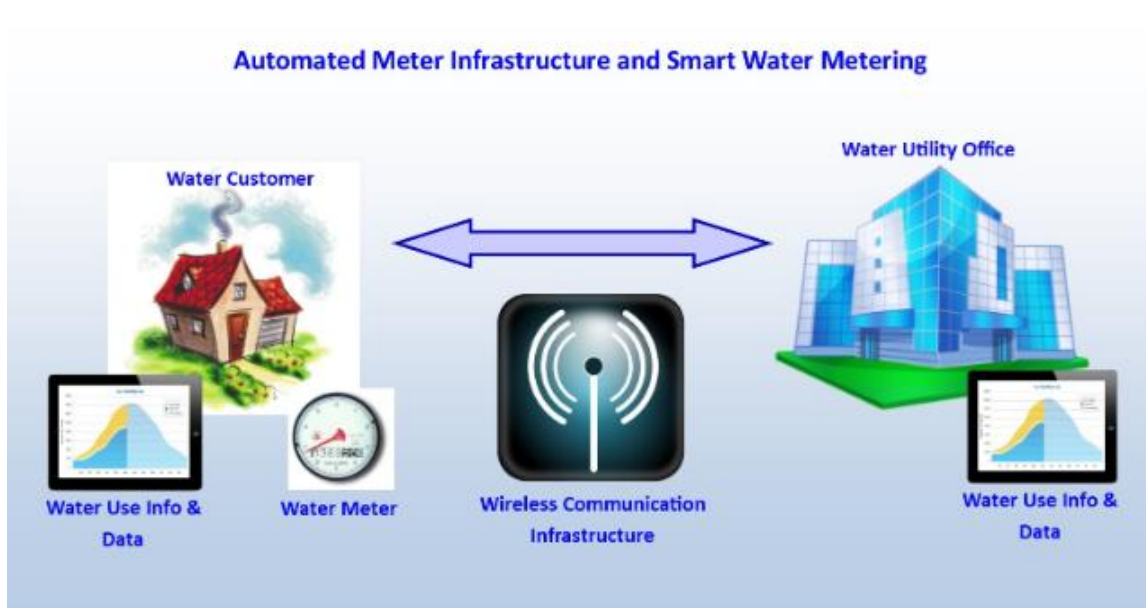 Automated Meter Infrastructure and Smart Water Metering
Water Utility Office
Water Customer
Water Use Info &
Data
Water Meter
Wireless Communication
Infrastructure
Water Use Info &
Data